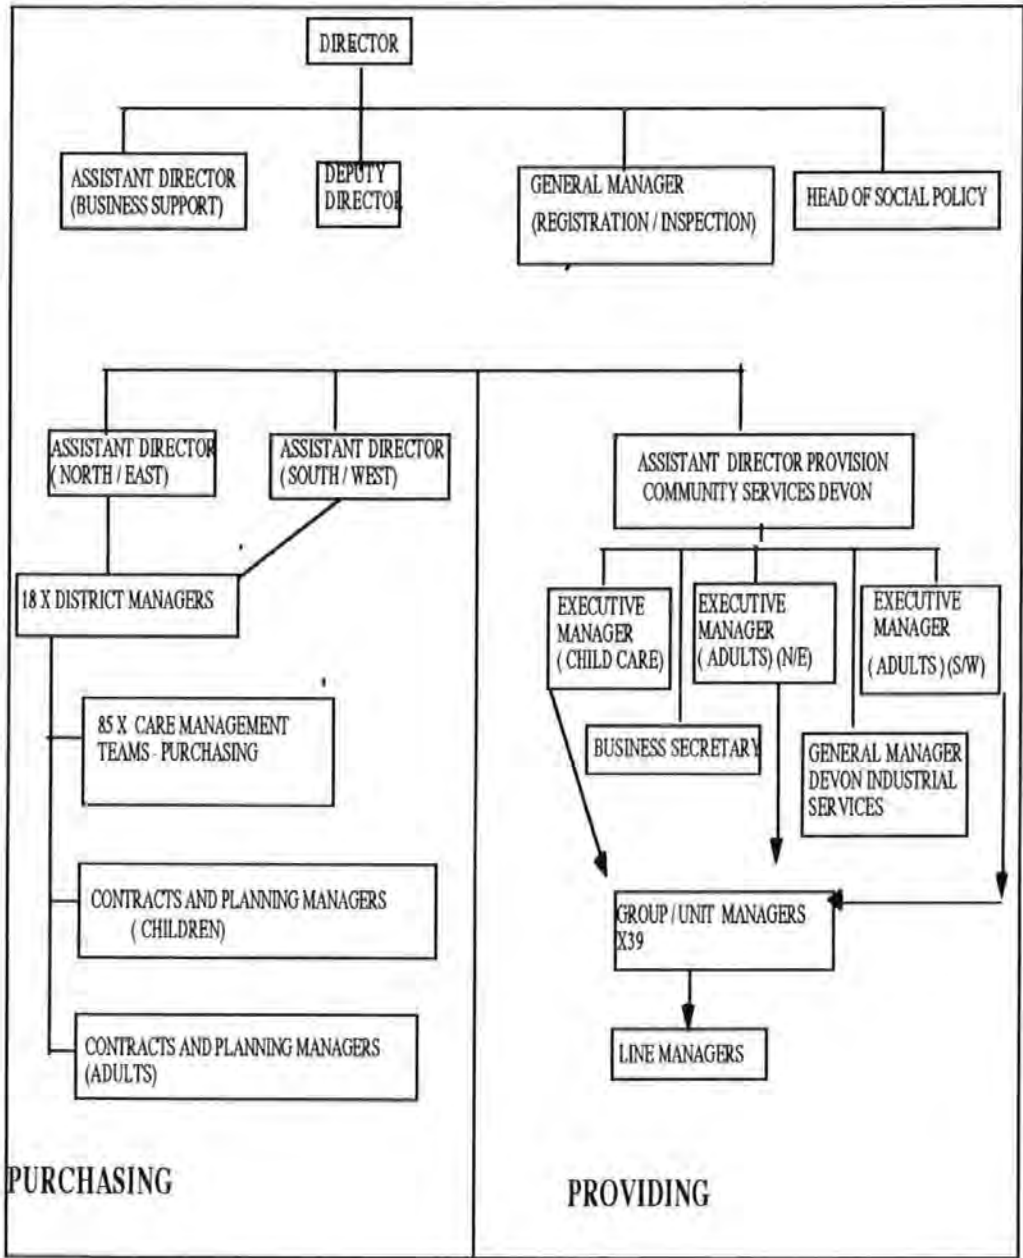 DIRECTOR
ASSISTANT DIRECTOR
(BUSINESS SUPPORT)
DEPUTY
DIRECTOR
GENERAL MANAGER
(REGISTRATION / INSPECTION)
HEAD OF SOCIAL POLICY
ASSISTANT DIRECTOR
( NORTH / EAST)
ASSISTANT DIRECTOR
(SOUTH / WEST)
ASSISTANT DIRECTOR PROVISION
COMMUNITY SERVICES DEVON
18 X DISTRICT MANAGERS
EXECUTIVE
MANAGER
( CHILD CARE)
EXECUTIVE
MANAGER
( ADULTS) (N/E)
EXECUTIVE
MANAGER
( ADULTS ) (S/W)
85 X CARE MANAGEMENT
TEAMS - PURCHASING
BUSINESS SECRETARY
GENERAL MANAGER
DEVON INDUSTRIAL
SERVICES
CONTRACTS AND PLANNING MANAGERS
( CHILDREN)
GROUP / UNIT MANAGERS
X39
CONTRACTS AND PLANNING MANAGERS
(ADULTS)
LINE MANAGERS
PURCHASING
PROVIDING